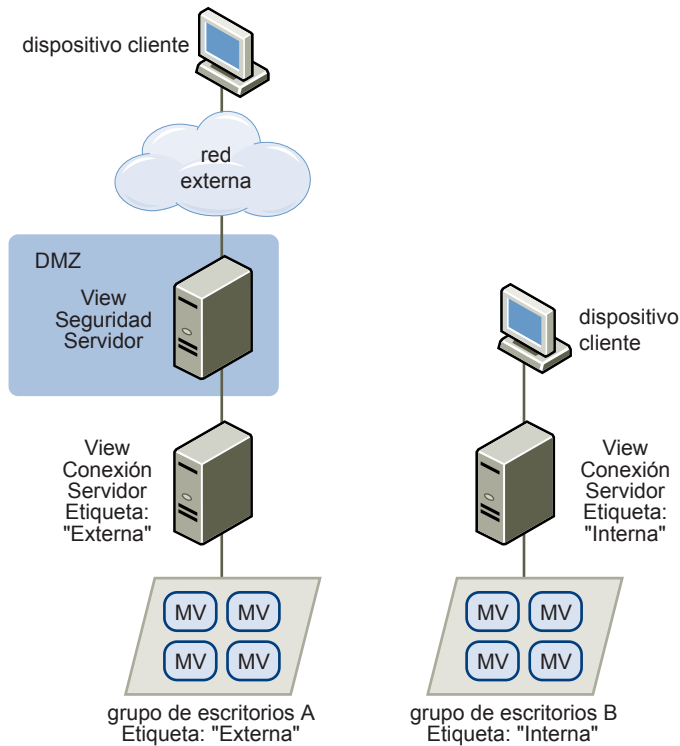 dispositivo cliente
red
externa
DMZ
View
Seguridad
Servidor
dispositivo
cliente
View
Conexión
Servidor
Etiqueta:
"Externa"
View
Conexión
Servidor
Etiqueta:
"Interna"
MV MV
MV MV
grupo de escritorios A
Etiqueta: "Externa"
MV MV
MV MV
grupo de escritorios B
Etiqueta: "Interna"